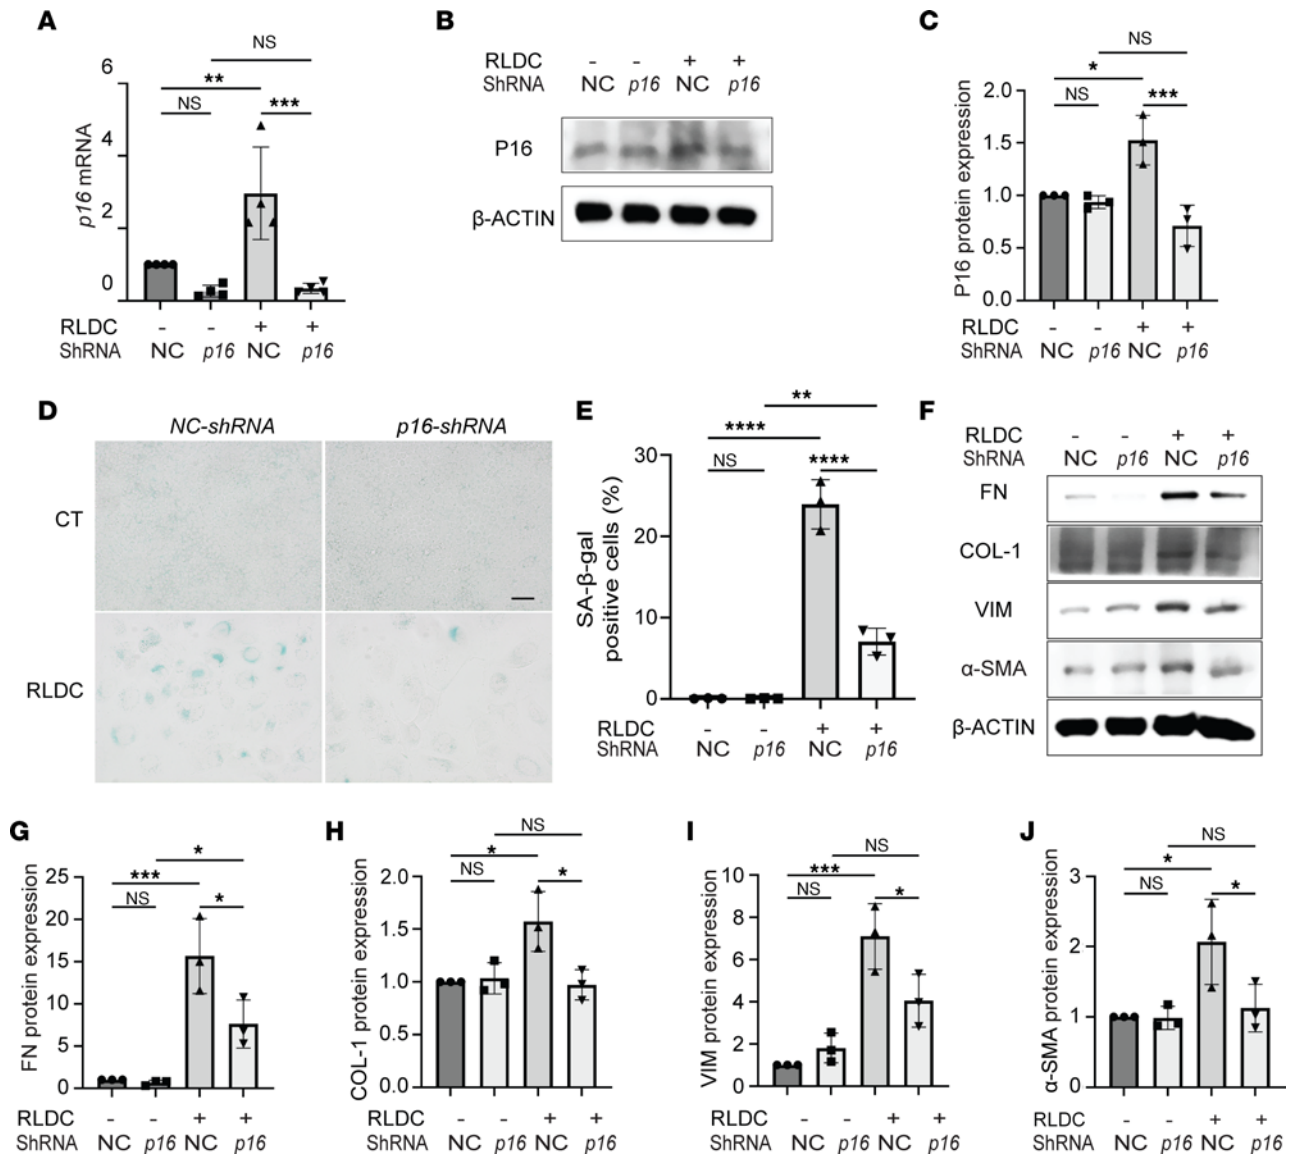 A
NS
**
NS
***
p16 mRNA
6
4
2
0
RLDC - - + +
ShRNA NC p16 NC p16
B
RLDC - - + +
ShRNA NC p16 NC p16
P16
β-ACTIN
C
NS
*
NS
***
P16 protein expression
2.0
1.5
1.0
0.5
0.0
RLDC - - + +
ShRNA NC p16 NC p16
D
NC-shRNA p16-shRNA
CT
RLDC
E
**
****
NS
****
SA-β-gal
positive cells (%)
30
20
10
0
RLDC - - + +
ShRNA NC p16 NC p16
F
RLDC - - + +
ShRNA NC p16 NC p16
FN
COL-1
VIM
α-SMA
β-ACTIN
G
*
***
NS
*
FN protein expression
25
20
15
10
5
0
RLDC - - + +
ShRNA NC p16 NC p16
H
NS
*
NS
*
COL-1 protein expression
2.0
1.5
1.0
0.5
0.0
RLDC - - + +
ShRNA NC p16 NC p16
I
NS
***
NS
*
VIM protein expression
10
8
6
4
2
0
RLDC - - + +
ShRNA NC p16 NC p16
J
NS
*
NS
*
α-SMA protein expression
3
2
1
0
RLDC - - + +
ShRNA NC p16 NC p16